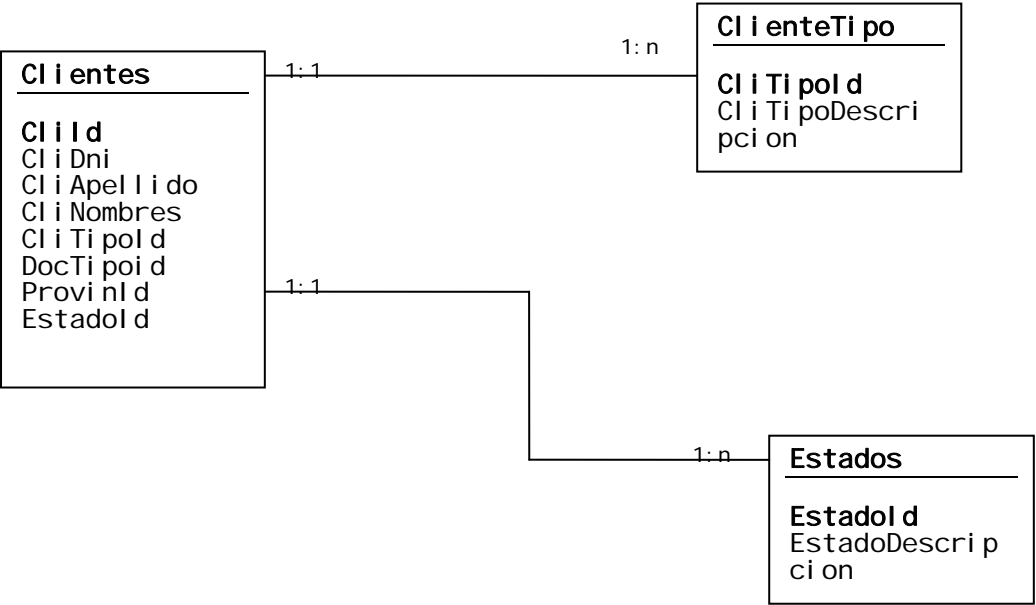 Clientes
CliId
CliDni
CliApellido
CliNombres
CliTipoId
DocTipoid
ProvinId
EstadoId
1:1
1:n
ClienteTipo
CliTipoId
CliTipoDescri
pcion
1:1
1:n
Estados
EstadoId
EstadoDescrip
cion